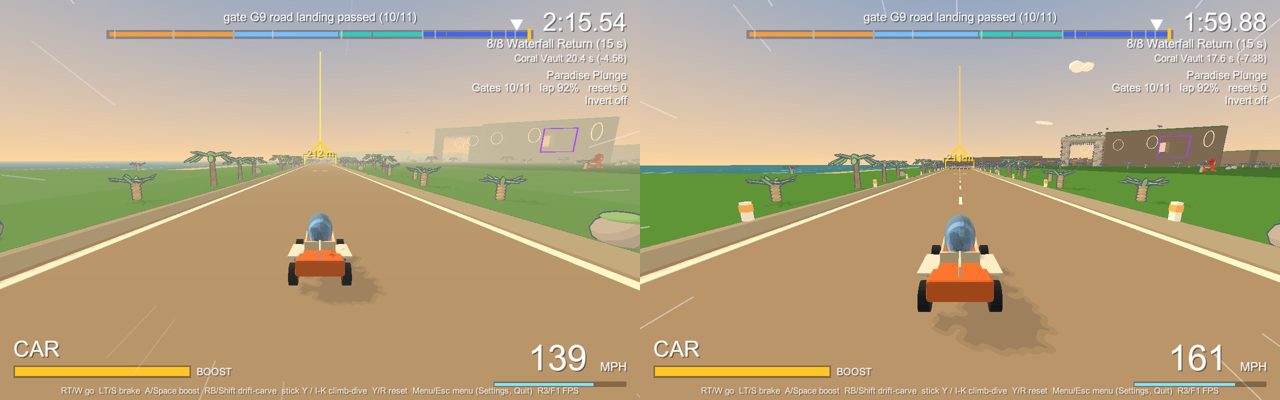 gate G9 road landing passed (10/11)
2:15.54
8/8 Waterfall Return (15 s)
Coral Vault 20.4 s (-4.58)
Paradise Plunge
Gates 10/11 lap 92% resets 0
Invert off
212 m
CAR
BOOST
139 MPH
RT/W go LT/S brake A/Space boost RB/Shift drift-carve stick Y / I-K climb-dive Y/R reset Menu/Esc menu (Settings, Quit) R3/F1 FPS
gate G9 road landing passed (10/11)
1:59.88
8/8 Waterfall Return (15 s)
Coral Vault 17.6 s (-7.38)
Paradise Plunge
Gates 10/11 lap 92% resets 0
Invert off
CAR
BOOST
161 MPH
RT/W go LT/S brake A/Space boost RB/Shift drift-carve stick Y / I-K climb-dive Y/R reset Menu/Esc menu (Settings, Quit) R3/F1 FPS